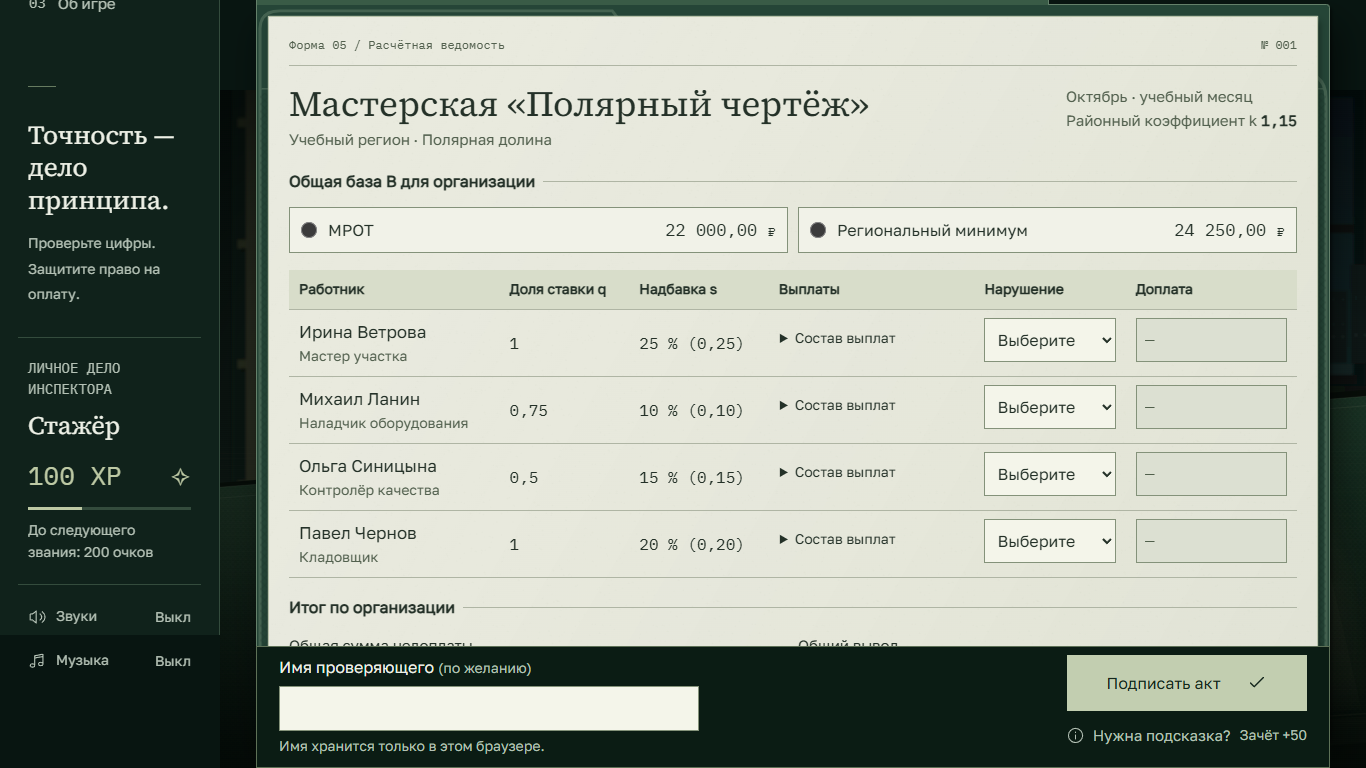 03 Об игре
Точность —
дело
принципа.
Проверьте цифры.
Защитите право на
оплату.
ЛИЧНОЕ ДЕЛО
ИНСПЕКТОРА
Стажёр
100 XP
До следующего
звания: 200 очков
Звуки Выкл
Музыка Выкл
Форма 05 / Расчётная ведомость № 001
Мастерская «Полярный чертёж»
Учебный регион · Полярная долина
Октябрь · учебный месяц
Районный коэффициент k 1,15
Общая база B для организации
МРОТ 22 000,00 ₽
Региональный минимум 24 250,00 ₽
Работник Доля ставки q Надбавка s Выплаты Нарушение Доплата
Ирина Ветрова
Мастер участка
1 25 % (0,25) Состав выплат Выберите —
Михаил Ланин
Наладчик оборудования
0,75 10 % (0,10) Состав выплат Выберите —
Ольга Синицына
Контролёр качества
0,5 15 % (0,15) Состав выплат Выберите —
Павел Чернов
Кладовщик
1 20 % (0,20) Состав выплат Выберите —
Итог по организации
Общая сумма недоплаты Общий вывод
Имя проверяющего (по желанию)
Имя хранится только в этом браузере.
Подписать акт
Нужна подсказка? Зачёт +50